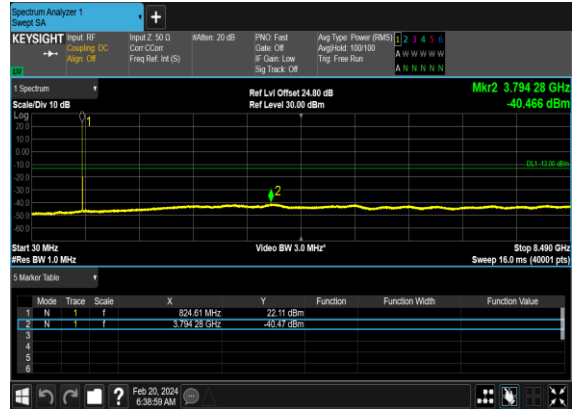 Spectrum Analyzer 1
Swept SA
+
KEYSIGHT Input: RF
Coupling: DC
Align: Off
Input Z: 50 Ω
Corr CCorr
Freq Ref: Int (S)
#Atten: 20 dB
PNO: Fast
Gate: Off
IF Gain: Low
Sig Track: Off
Avg Type: Power (RMS)
Avg|Hold: 100/100
Trig: Free Run
1 2 3 4 5 6
A W W W W W
A N N N N N
1 Spectrum
Scale/Div 10 dB
Ref Lvl Offset 24.80 dB
Ref Level 30.00 dBm
Mkr2 3.794 28 GHz
-40.466 dBm
Log
20.0
10.0
0.00
-10.0
-20.0
-30.0
-40.0
-50.0
-60.0
1
2
DL1 -13.00 dBm
Start 30 MHz
#Res BW 1.0 MHz
Video BW 3.0 MHz*
Stop 8.490 GHz
Sweep 16.0 ms (40001 pts)
5 Marker Table
Mode Trace Scale X Y Function Function Width Function Value
1 N 1 f 824.61 MHz 22.11 dBm
2 N 1 f 3.794 28 GHz -40.47 dBm
3
4
5
6
?
Feb 20, 2024
6:38:59 AM